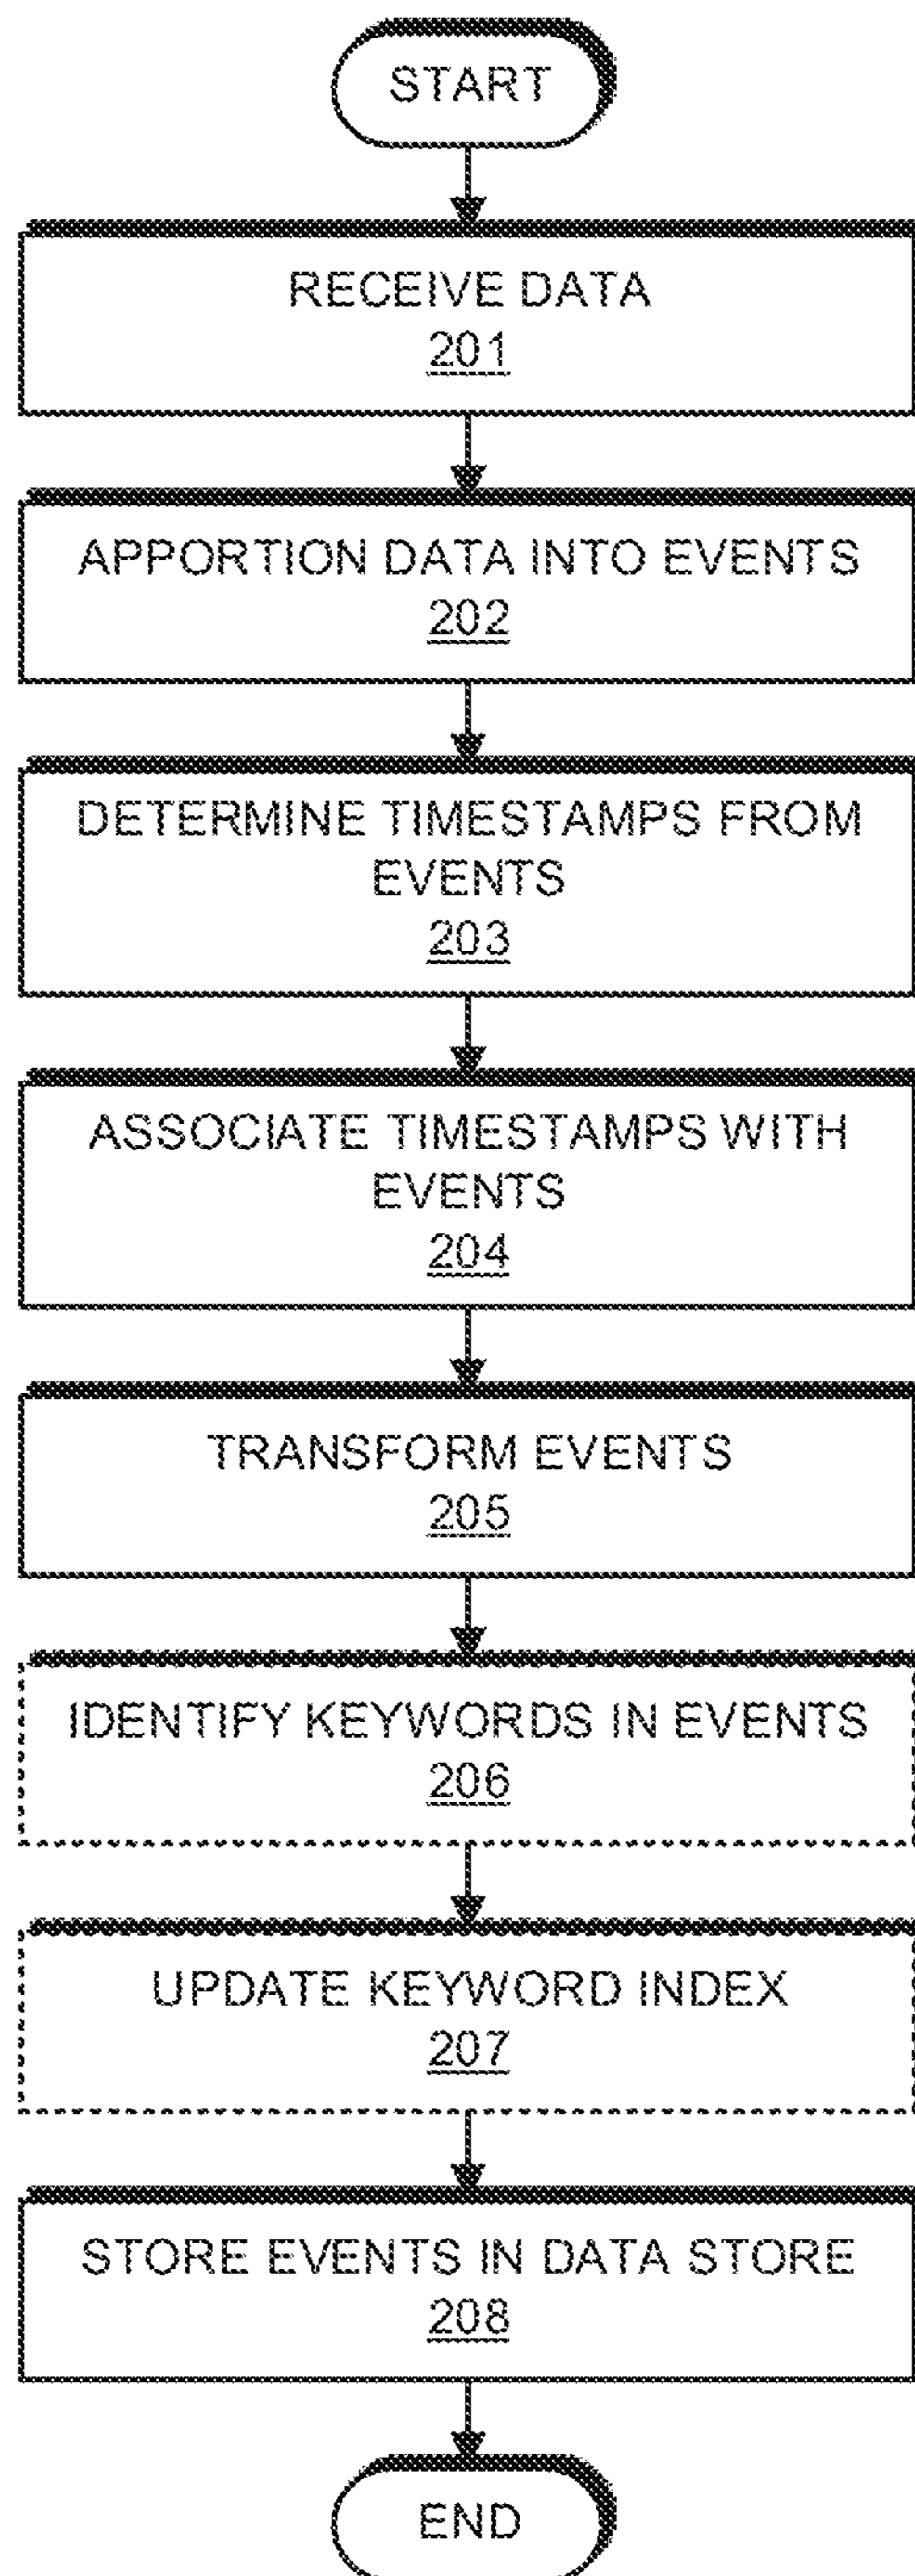 START
RECEIVE DATA
201
APPORTION DATA INTO EVENTS
202
DETERMINE TIMESTAMPS FROM
EVENTS
203
ASSOCIATE TIMESTAMPS WITH
EVENTS
204
TRANSFORM EVENTS
205
IDENTIFY KEYWORDS IN EVENTS
206
UPDATE KEYWORD INDEX
207
STORE EVENTS IN DATA STORE
208
END